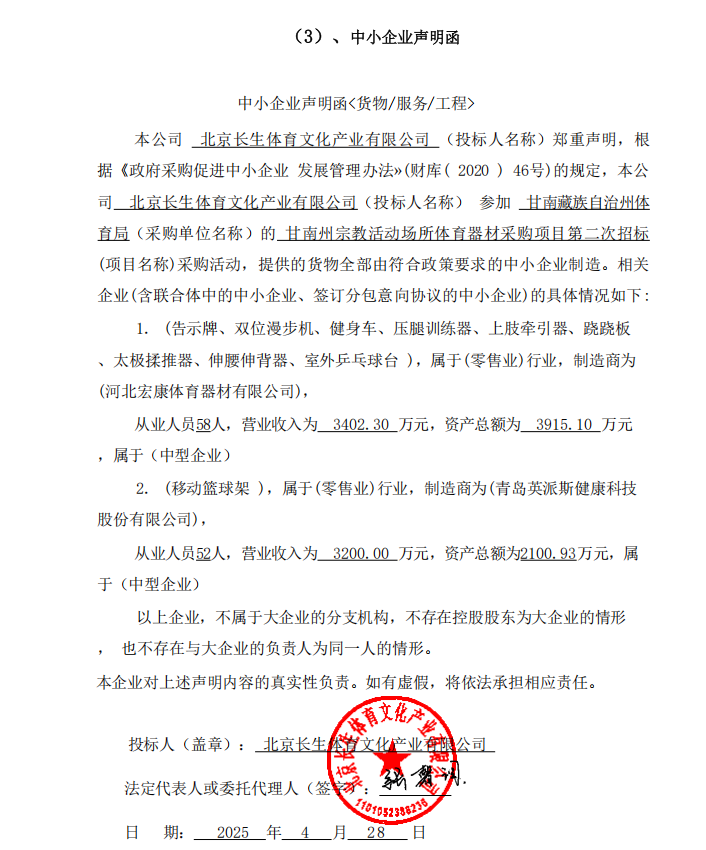 (3)、中小企业声明函
中小企业声明函<货物/服务/工程>
本公司 北京长生体育文化产业有限公司 (投标人名称)郑重声明，根
据《政府采购促进中小企业 发展管理办法»(财库( 2020 ) 46号)的规定，本公
司 北京长生体育文化产业有限公司(投标人名称) 参加 甘南藏族自治州体
育局(采购单位名称)的 甘南州宗教活动场所体育器材采购项目第二次招标
(项目名称)采购活动，提供的货物全部由符合政策要求的中小企业制造。相关
企业(含联合体中的中小企业、签订分包意向协议的中小企业)的具体情况如下:
1. (告示牌、双位漫步机、健身车、压腿训练器、上肢牵引器、跷跷板
、太极揉推器、伸腰伸背器、室外乒乓球台 )，属于(零售业)行业，制造商为
(河北宏康体育器材有限公司)，
从业人员58人，营业收入为 3402.30 万元，资产总额为 3915.10 万元
，属于（中型企业）
2. (移动篮球架 )，属于(零售业)行业，制造商为(青岛英派斯健康科技
股份有限公司)，
从业人员52人，营业收入为 3200.00 万元，资产总额为2100.93万元，属
于（中型企业）
以上企业，不属于大企业的分支机构，不存在控股股东为大企业的情形
， 也不存在与大企业的负责人为同一人的情形。
本企业对上述声明内容的真实性负责。如有虚假，将依法承担相应责任。
投标人（盖章）: 北京长生体育文化产业有限公司
法定代表人或委托代理人（签字）:
日 期: 2025 年 4 月 28 日
北京长生体育文化产业有限公司
1101052388236